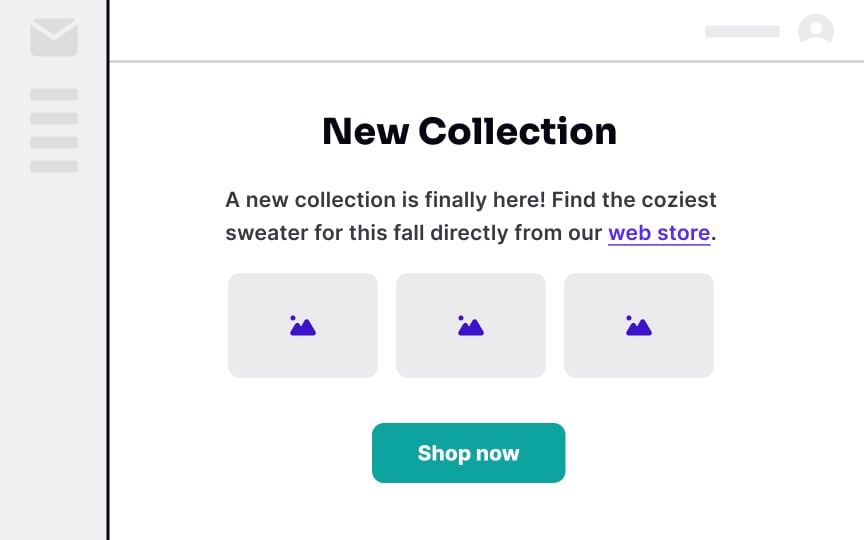 New Collection
A new collection is finally here! Find the coziest
sweater for this fall directly from our web store.
Shop now